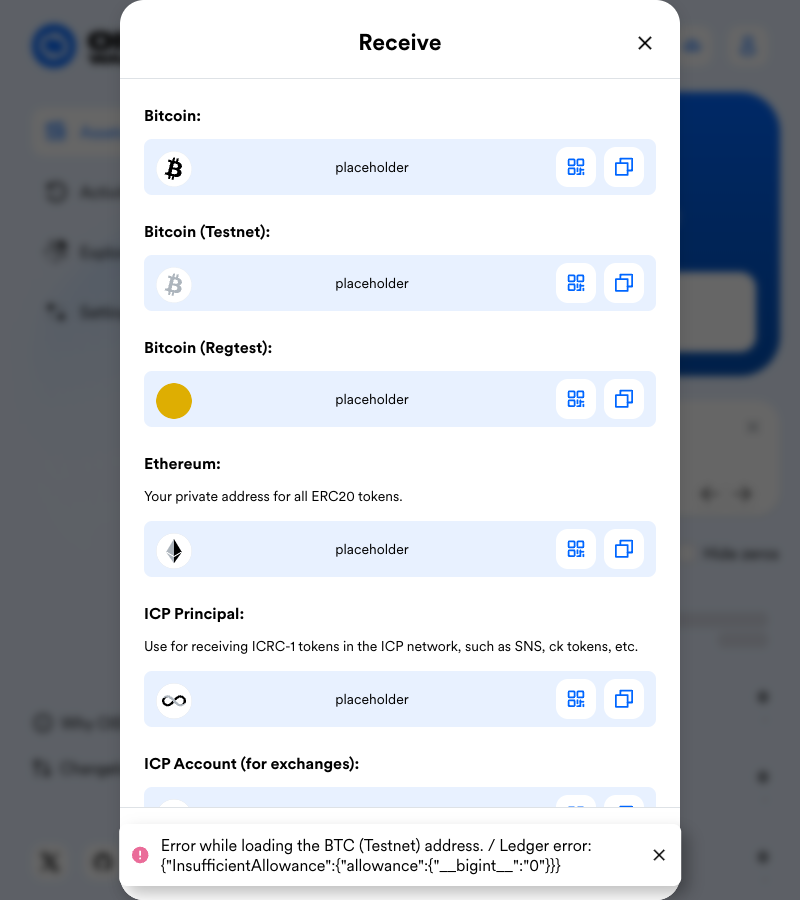 Receive
Bitcoin:
placeholder
Bitcoin (Testnet):
placeholder
Bitcoin (Regtest):
placeholder
Ethereum:
Your private address for all ERC20 tokens.
placeholder
ICP Principal:
Use for receiving ICRC-1 tokens in the ICP network, such as SNS, ck tokens, etc.
placeholder
ICP Account (for exchanges):
Error while loading the BTC (Testnet) address. / Ledger error:
{"InsufficientAllowance":{"allowance":{"__bigint__":"0"}}}